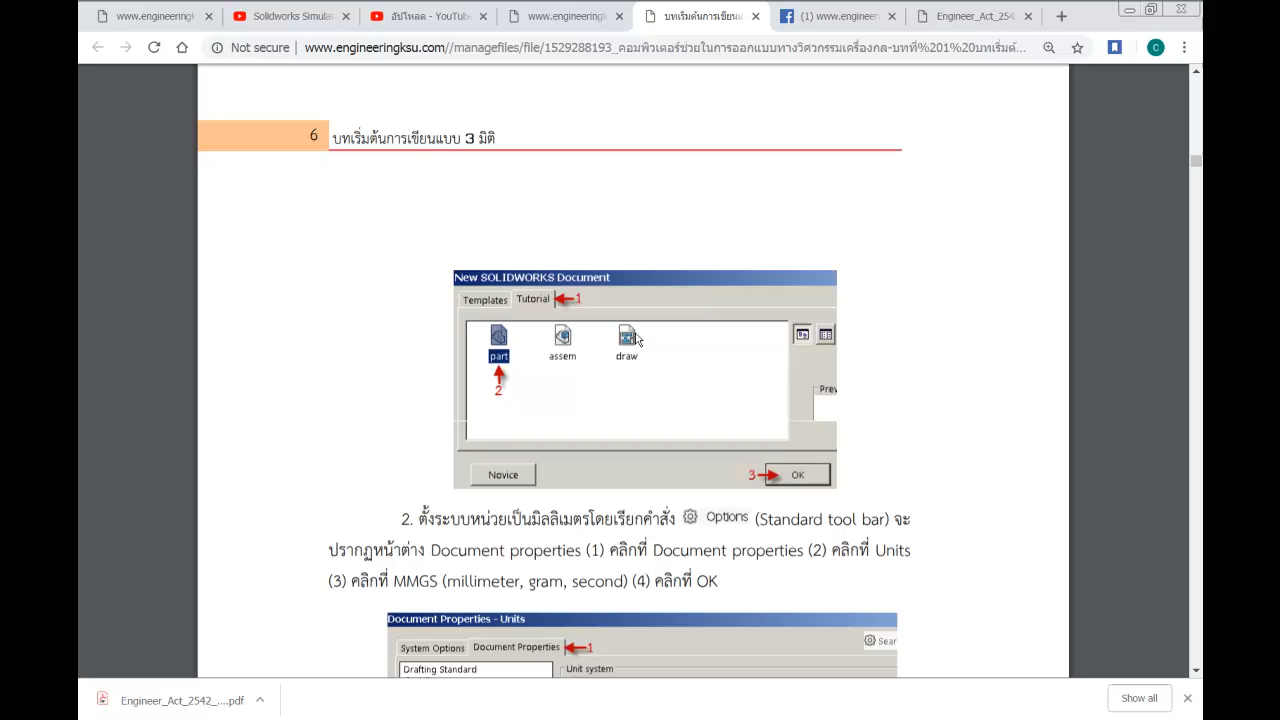 www.engineeringk
Solidworks Simulat
อัปโหลด - YouTube
www.engineeringk
บทเริ่มต้นการเขียนแบ
(1) www.engineer
Engineer_Act_254
Not secure
www.engineeringksu.com//managefiles/file/1529288193_คอมพิวเตอร์ช่วยในการออกแบบทางวิศวกรรมเครื่องกล-บทที่%201%20บทเริ่มต้...
C
6 บทเริ่มต้นการเขียนแบบ 3 มิติ
New SOLIDWORKS Document
Templates Tutorial 1
part assem draw
2
Prev
Novice 3 OK
2. ตั้งระบบหน่วยเป็นมิลลิเมตรโดยเรียกคำสั่ง Options (Standard tool bar) จะ
ปรากฏหน้าต่าง Document properties (1) คลิกที่ Document properties (2) คลิกที่ Units
(3) คลิกที่ MMGS (millimeter, gram, second) (4) คลิกที่ OK
Document Properties - Units
System Options Document Properties 1 Sear
Drafting Standard Unit system
Engineer_Act_2542_....pdf
Show all